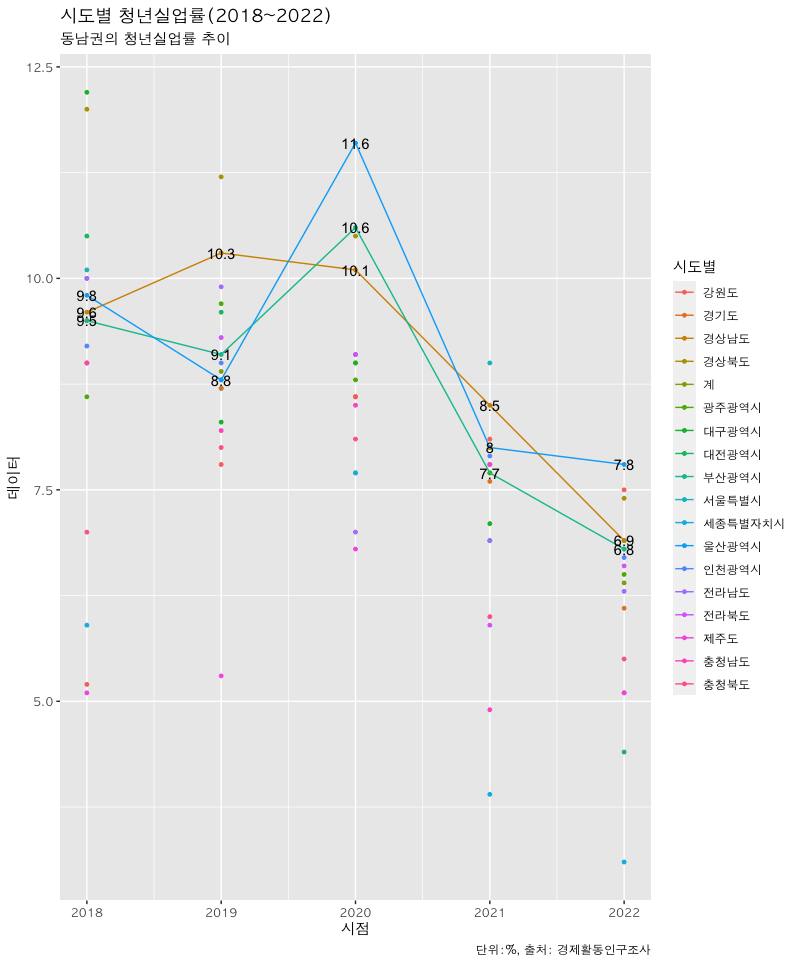 시도별 청년실업률(2018~2022)
동남권의 청년실업률 추이
12.5
10.0
7.5
5.0
데이터
9.8
9.6
9.5
10.3
9.1
8.8
11.6
10.6
10.1
8.5
8
7.7
7.8
6.9
6.8
2018 2019 2020 2021 2022
시점
단위:%, 출처: 경제활동인구조사
시도별
강원도
경기도
경상남도
경상북도
계
광주광역시
대구광역시
대전광역시
부산광역시
서울특별시
세종특별자치시
울산광역시
인천광역시
전라남도
전라북도
제주도
충청남도
충청북도